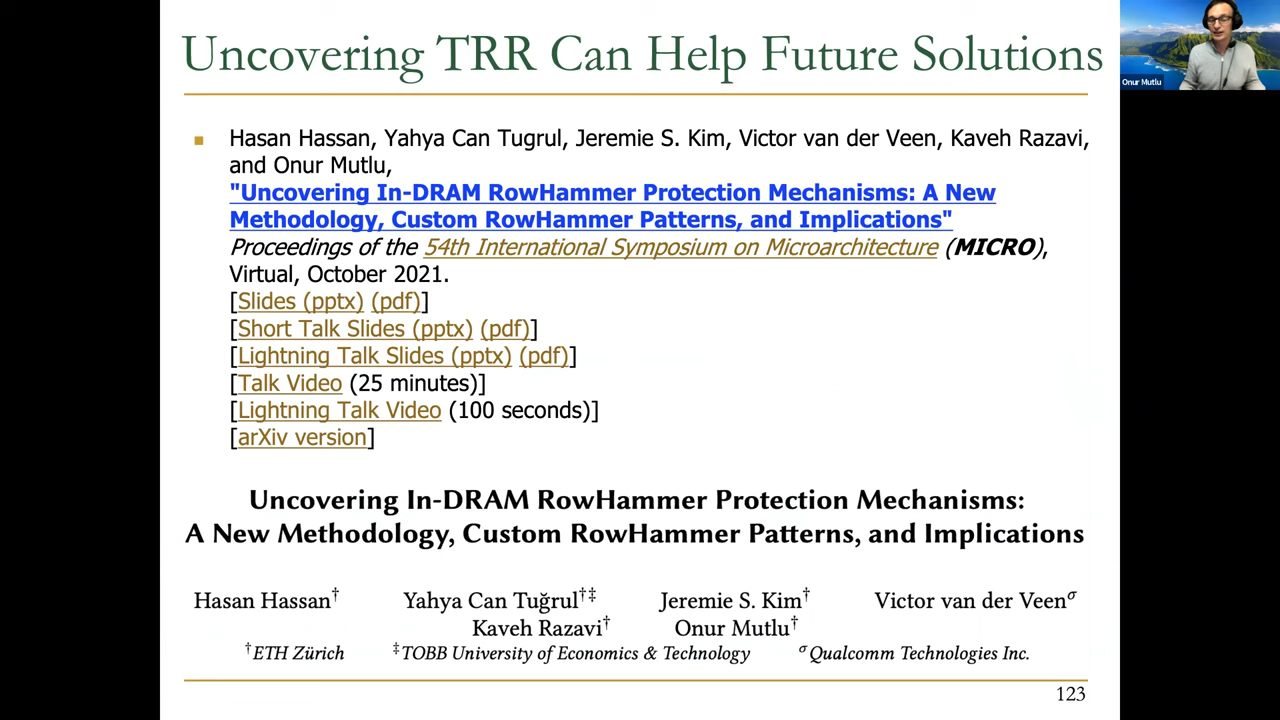 Uncovering TRR Can Help Future Solutions
Onur Mutlu
Hasan Hassan, Yahya Can Tugrul, Jeremie S. Kim, Victor van der Veen, Kaveh Razavi,
and Onur Mutlu,
"Uncovering In-DRAM RowHammer Protection Mechanisms: A New
Methodology, Custom RowHammer Patterns, and Implications"
Proceedings of the 54th International Symposium on Microarchitecture (MICRO),
Virtual, October 2021.
[Slides (pptx) (pdf)]
[Short Talk Slides (pptx) (pdf)]
[Lightning Talk Slides (pptx) (pdf)]
[Talk Video (25 minutes)]
[Lightning Talk Video (100 seconds)]
[arXiv version]
Uncovering In-DRAM RowHammer Protection Mechanisms:
A New Methodology, Custom RowHammer Patterns, and Implications
Hasan Hassan† Yahya Can Tuğrul†‡ Jeremie S. Kim† Victor van der Veenσ
Kaveh Razavi† Onur Mutlu†
†ETH Zürich ‡TOBB University of Economics & Technology σQualcomm Technologies Inc.
123